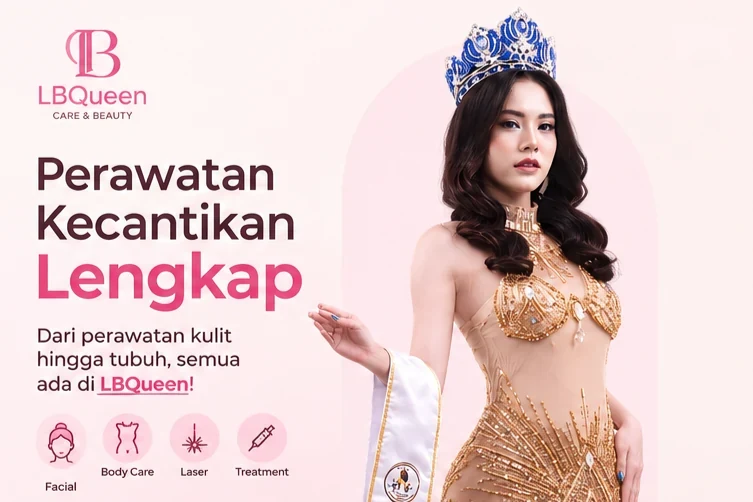 LBQueen
CARE & BEAUTY
Perawatan
Kecantikan
Lengkap
Dari perawatan kulit
hingga tubuh, semua
ada di LBQueen!
Facial
Body Care
Laser
Treatment